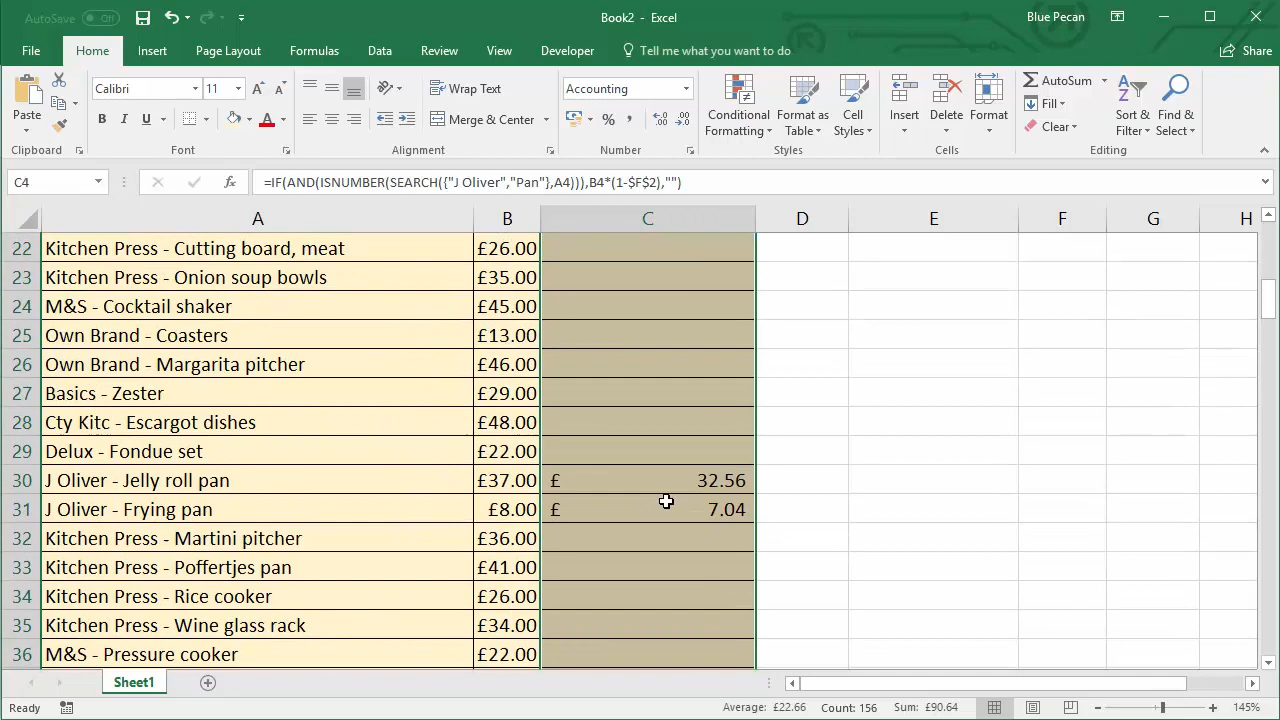 AutoSave Off Book2 - Excel Blue Pecan
File Home Insert Page Layout Formulas Data Review View Developer Tell me what you want to do Share
Calibri 11 Wrap Text Accounting AutoSum
Paste Merge & Center Conditional Formatting Format as Table Cell Styles Insert Delete Format Fill Clear Sort & Filter Find & Select
Clipboard Font Alignment Number Styles Cells Editing
C4 =IF(AND(ISNUMBER(SEARCH({"J Oliver","Pan"},A4))),B4*(1-$F$2),"")
A B C D E F G H
22 Kitchen Press - Cutting board, meat £26.00
23 Kitchen Press - Onion soup bowls £35.00
24 M&S - Cocktail shaker £45.00
25 Own Brand - Coasters £13.00
26 Own Brand - Margarita pitcher £46.00
27 Basics - Zester £29.00
28 Cty Kitc - Escargot dishes £48.00
29 Delux - Fondue set £22.00
30 J Oliver - Jelly roll pan £37.00 £ 32.56
31 J Oliver - Frying pan £8.00 £ 7.04
32 Kitchen Press - Martini pitcher £36.00
33 Kitchen Press - Poffertjes pan £41.00
34 Kitchen Press - Rice cooker £26.00
35 Kitchen Press - Wine glass rack £34.00
36 M&S - Pressure cooker £22.00
Sheet1
Ready Average: £22.66 Count: 156 Sum: £90.64 145%